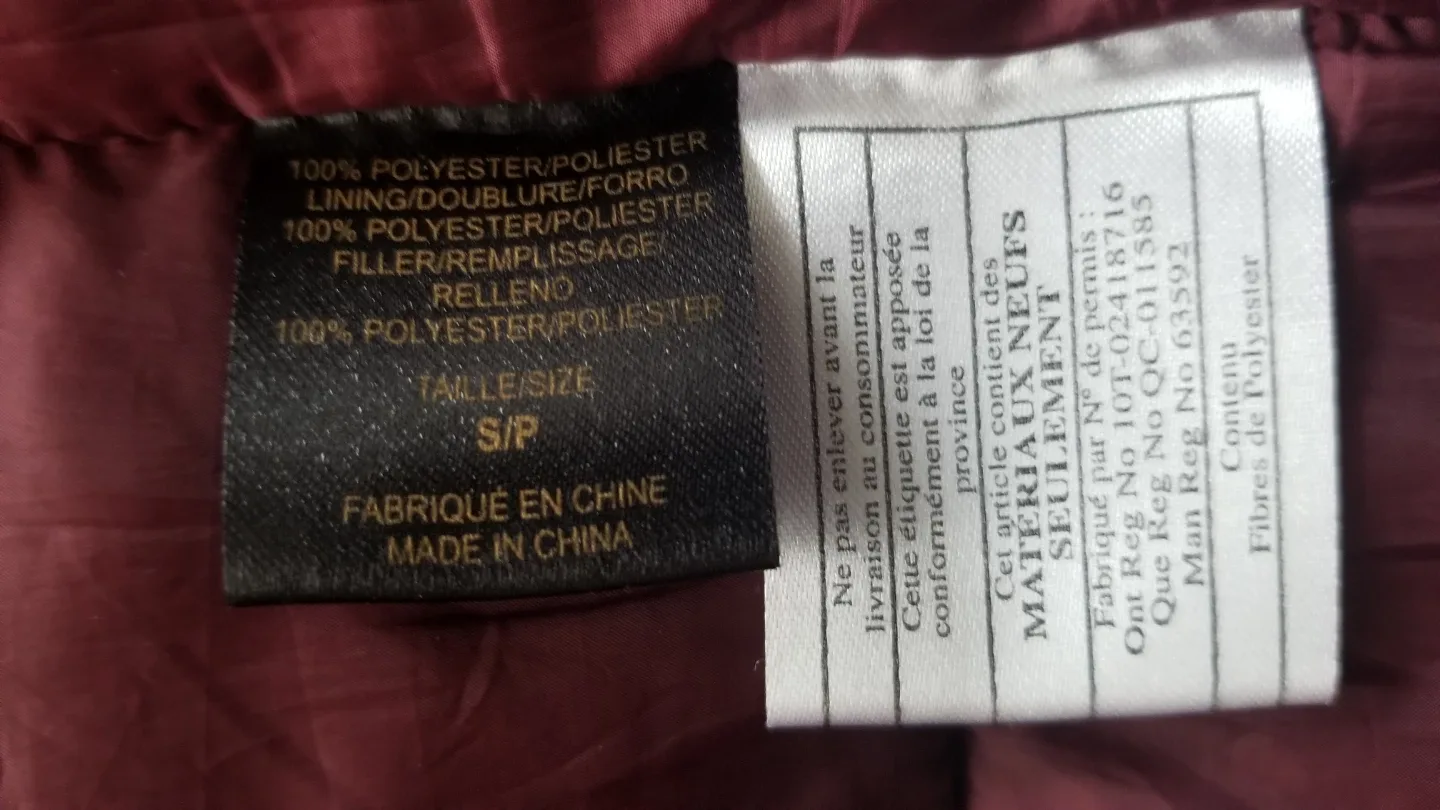 100% POLYESTER/POLIESTER
LINING/DOUBLURE/FORRO
100% POLYESTER/POLIESTER
FILLER/REMPLISSAGE/
RELLENO
100% POLYESTER/POLIESTER
TAILLE/SIZE
S/P
FABRIQUÉ EN CHINE
MADE IN CHINA
Ne pas enlever avant la
livraison au consommateur
Cette étiquette est apposée
conformément à la loi de la
province
Cet article contient des
MATÉRIAUX NEUFS
SEULEMENT
Fabriqué par N° de permis :
Ont Reg No 10T-02418716
Que Reg No QC-011585
Man Reg No 63592
Contenu
Fibres de Polyester